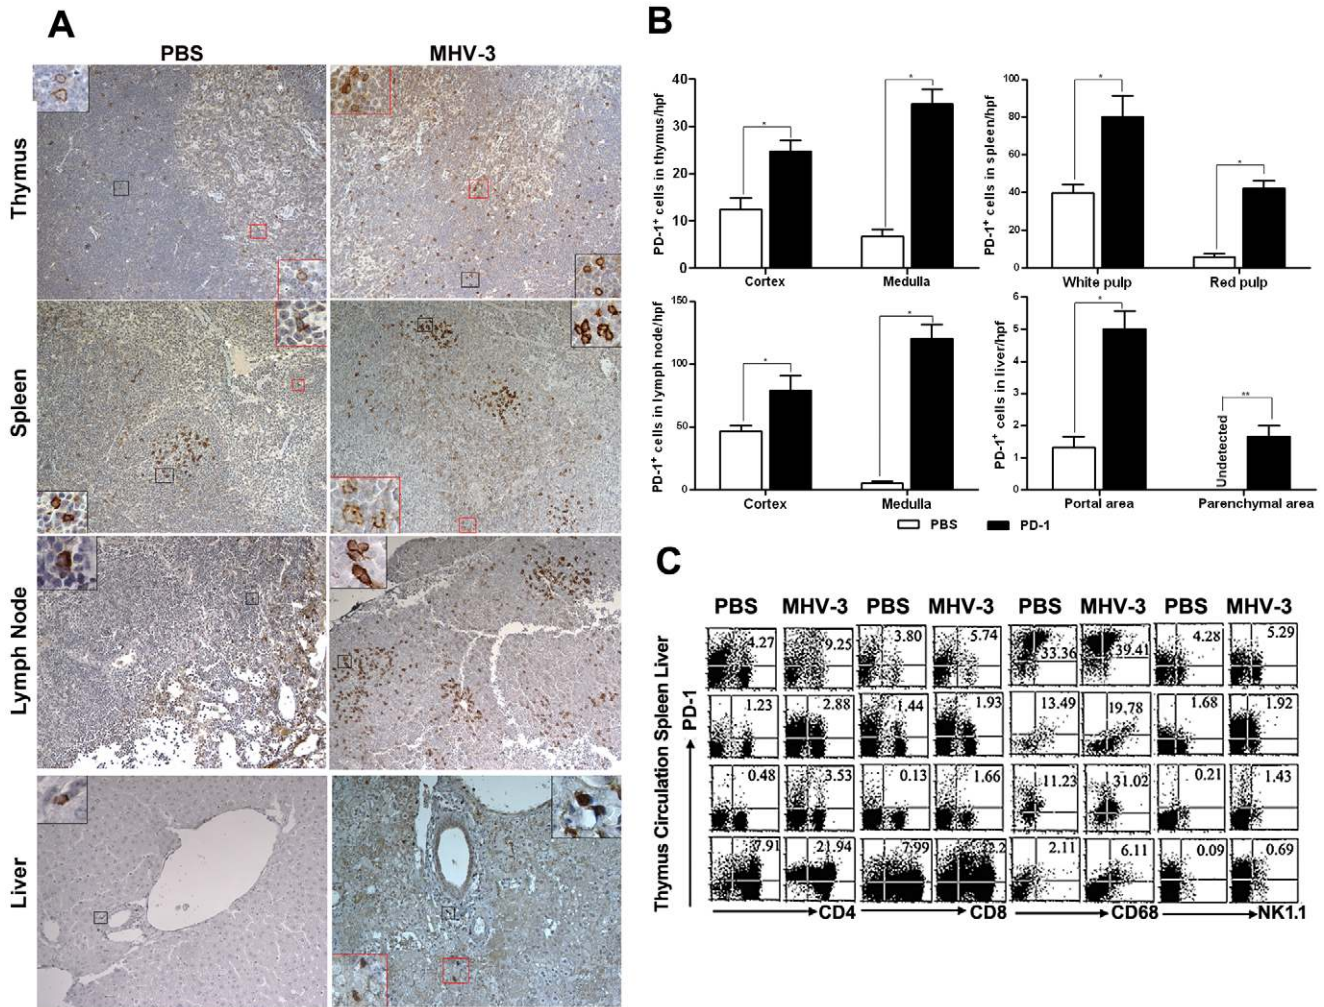 A
PBS MHV-3
Thymus
Spleen
Lymph Node
Liver
B
PD-1+ cells in thymus/hpf
40
30
20
10
0
*
*
Cortex Medulla
PD-1+ cells in spleen/hpf
100
80
60
40
20
0
*
*
White pulp Red pulp
PD-1+ cells in lymph node/hpf
150
100
50
0
*
*
Cortex Medulla
PD-1+ cells in liver/hpf
6
5
4
3
2
1
0
*
**
Undetected
Portal area Parenchymal area
PBS PD-1
C
PBS MHV-3 PBS MHV-3 PBS MHV-3 PBS MHV-3
Thymus Circulation Spleen Liver
PD-1
4.27 9.25 3.80 5.74 33.36 39.41 4.28 5.29
1.23 2.88 1.44 1.93 13.49 19.78 1.68 1.92
0.48 3.53 0.13 1.66 11.23 31.02 0.21 1.43
7.91 21.94 7.99 2.11 6.11 0.09 0.69
CD4 CD8 CD68 NK1.1